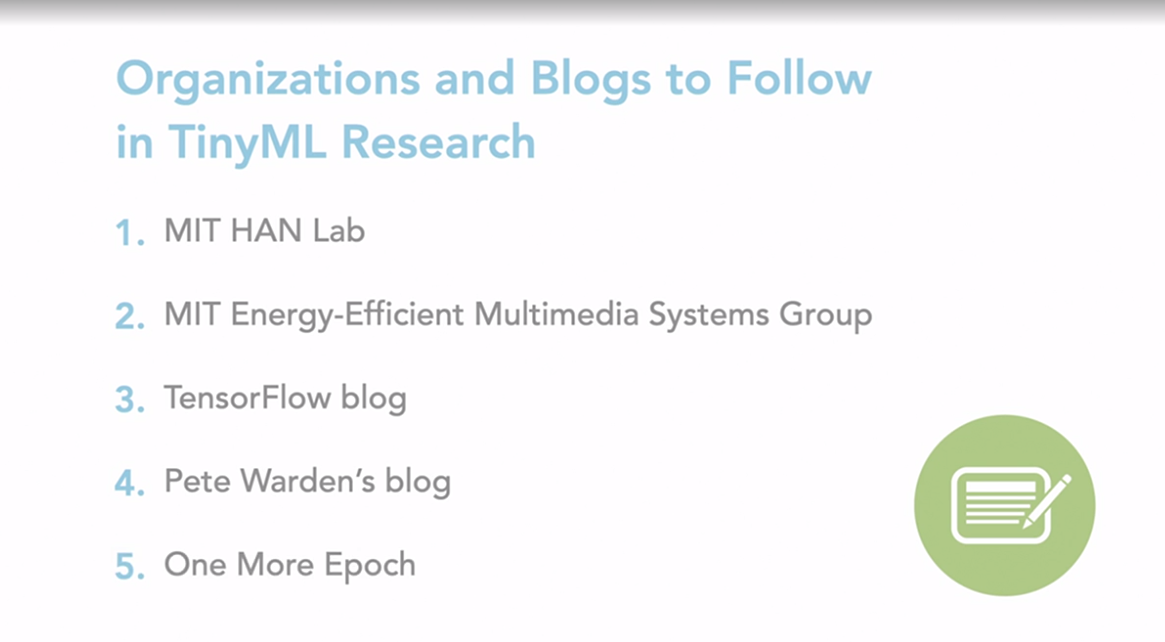 Organizations and Blogs to Follow
in TinyML Research
1. MIT HAN Lab
2. MIT Energy-Efficient Multimedia Systems Group
3. TensorFlow blog
4. Pete Warden’s blog
5. One More Epoch